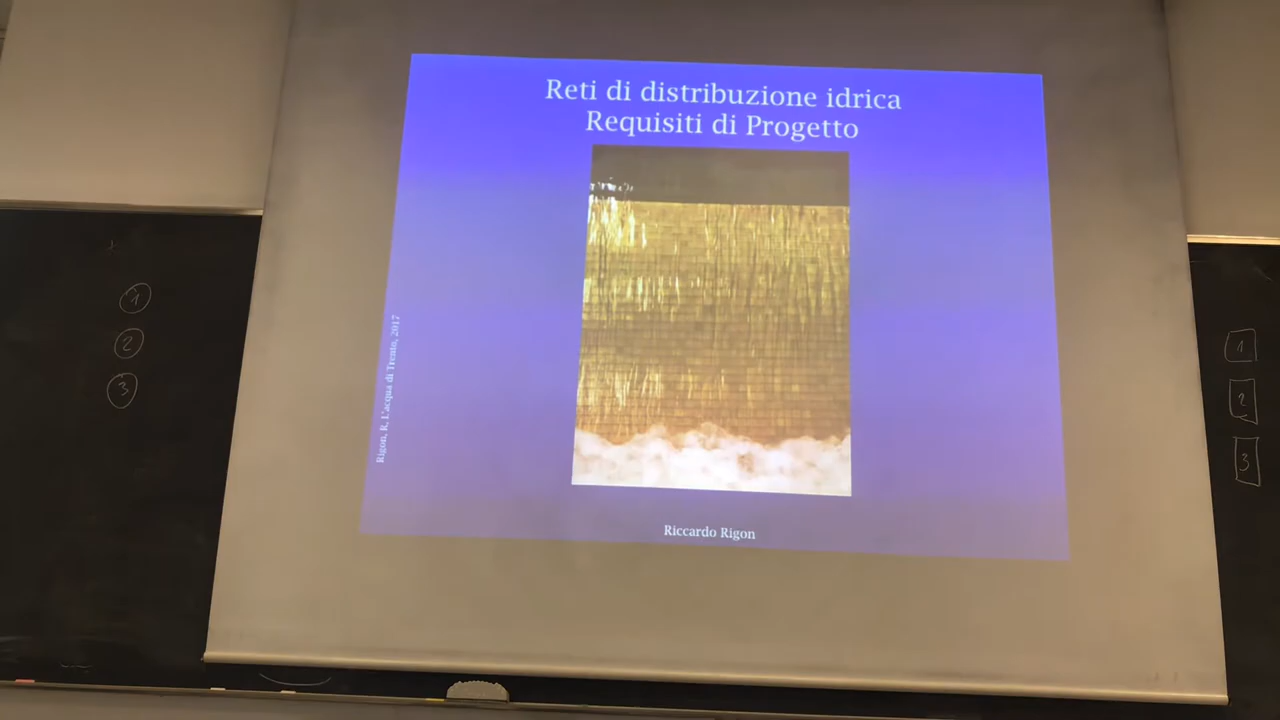 Reti di distribuzione idrica
Requisiti di Progetto
Rigon, R, L'acqua di Trento, 2017
Riccardo Rigon
1
2
3
1
2
3